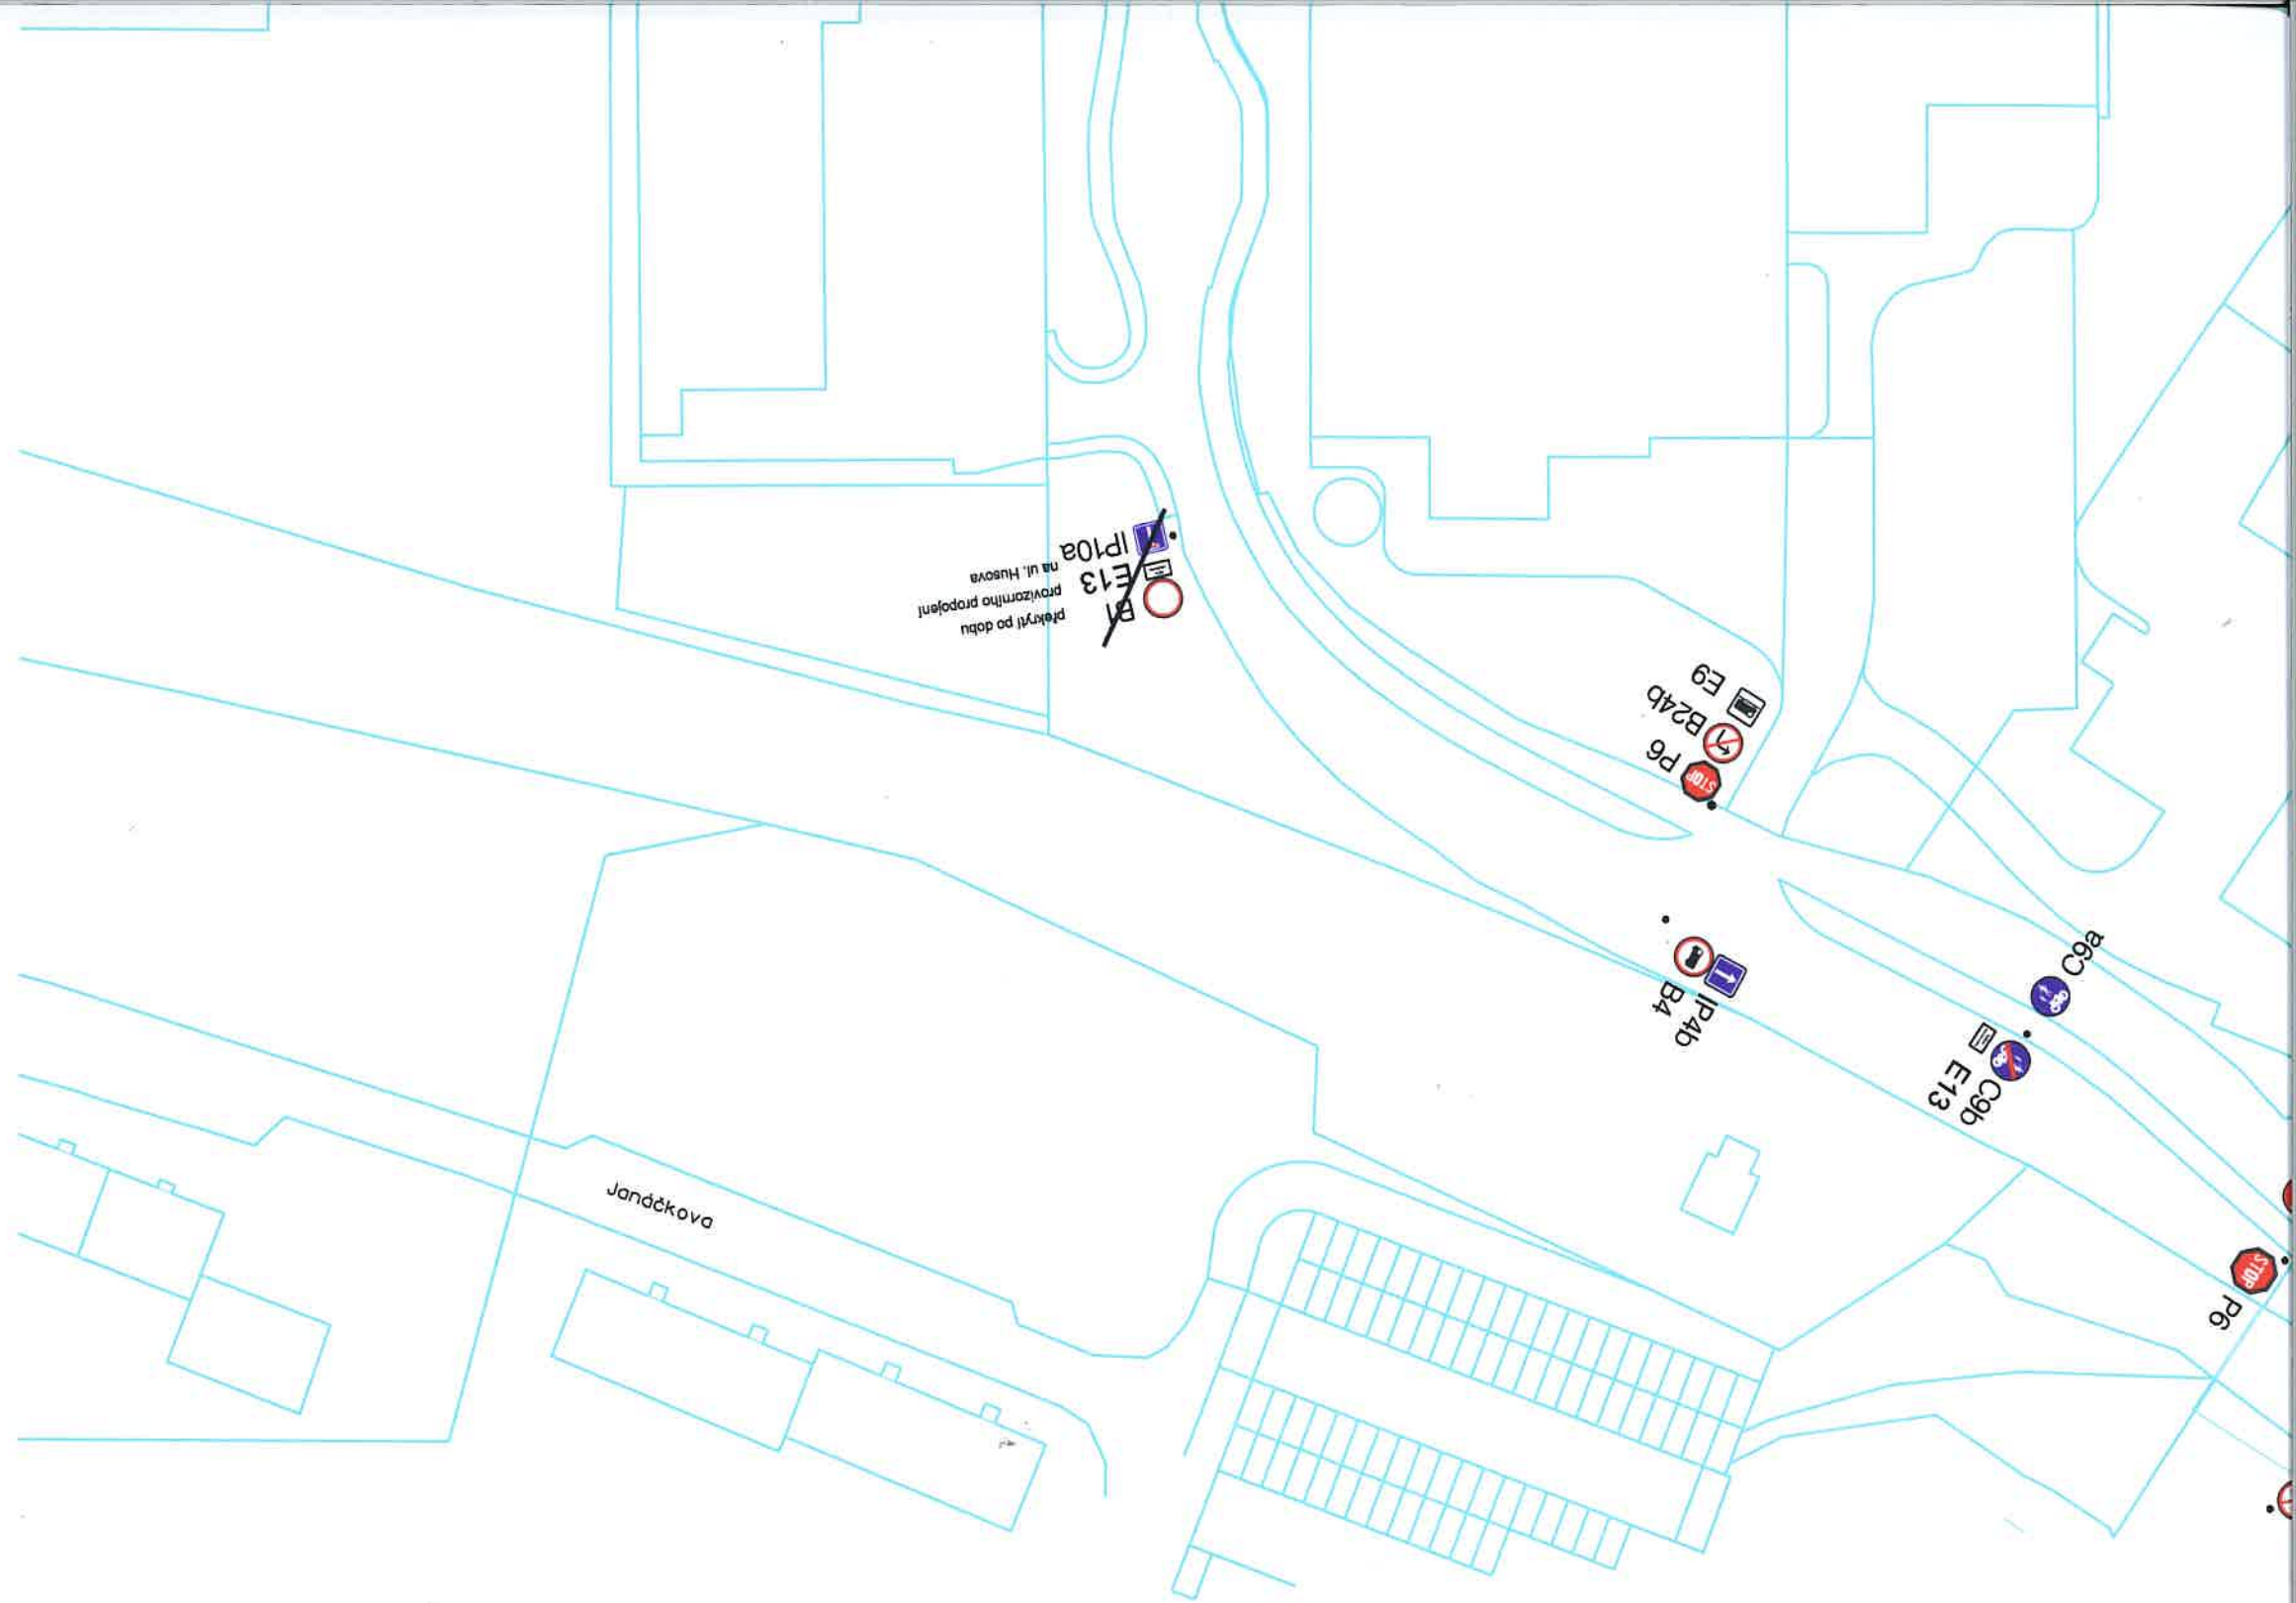 IP10a
E13
B1
překrytí po dobu
provizorního propojení
na ul. Husova
E9
B24b
P6
STOP
B4
IP4b
C9a
E13
C9b
STOP
P6
Janáčkova